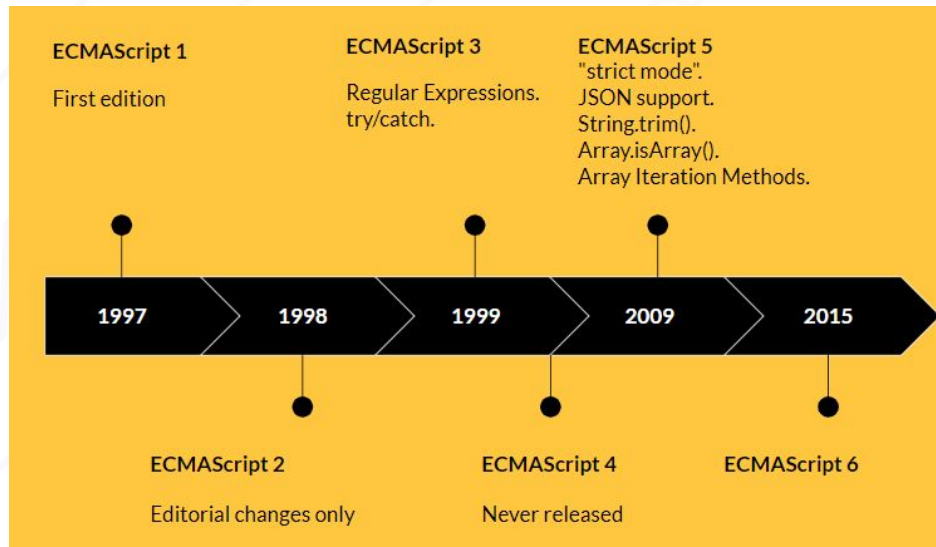 ECMAScript 1
First edition
ECMAScript 3
Regular Expressions.
try/catch.
ECMAScript 5
"strict mode".
JSON support.
String.trim().
Array.isArray().
Array Iteration Methods.
1997
1998
1999
2009
2015
ECMAScript 2
Editorial changes only
ECMAScript 4
Never released
ECMAScript 6